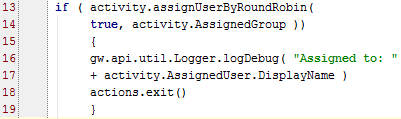 13 if ( activity.assignUserByRoundRobin(
14 true, activity.AssignedGroup ))
15 {
16 gw.api.util.Logger.logDebug( "Assigned to: "
17 + activity.AssignedUser.DisplayName )
18 actions.exit()
19 }